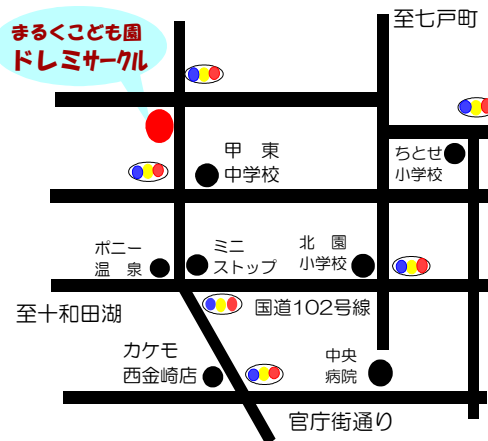 至七戸町
まるくこども園
ドレミサークル
甲 東
中学校
ちとせ
小学校
ポニー
温 泉
ミニ
ストップ
北 園
小学校
至十和田湖
国道102号線
カケモ
西金崎店
中央
病院
官庁街通り